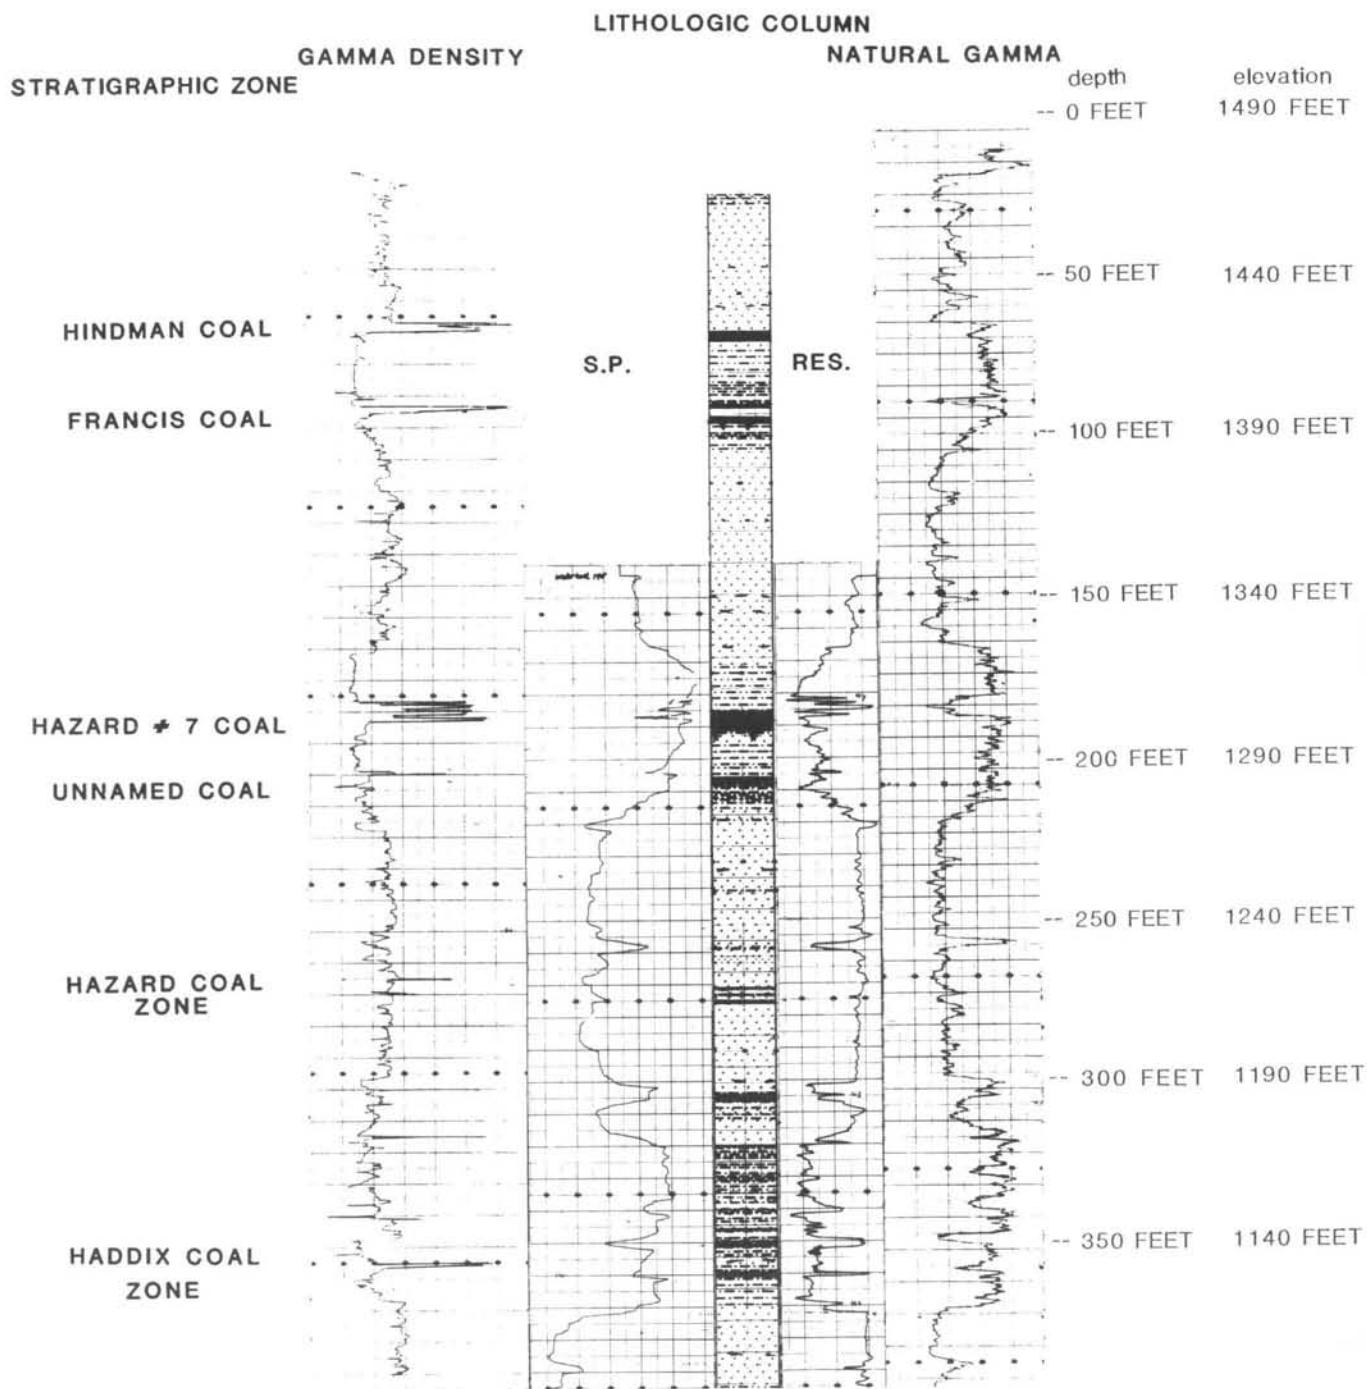 LITHOLOGIC COLUMN
GAMMA DENSITY
NATURAL GAMMA
STRATIGRAPHIC ZONE
depth
elevation
-- 0 FEET
1490 FEET
-- 50 FEET
1440 FEET
HINDMAN COAL
S.P.
RES.
FRANCIS COAL
-- 100 FEET
1390 FEET
-- 150 FEET
1340 FEET
HAZARD # 7 COAL
-- 200 FEET
1290 FEET
UNNAMED COAL
-- 250 FEET
1240 FEET
HAZARD COAL
ZONE
-- 300 FEET
1190 FEET
-- 350 FEET
1140 FEET
HADDIX COAL
ZONE